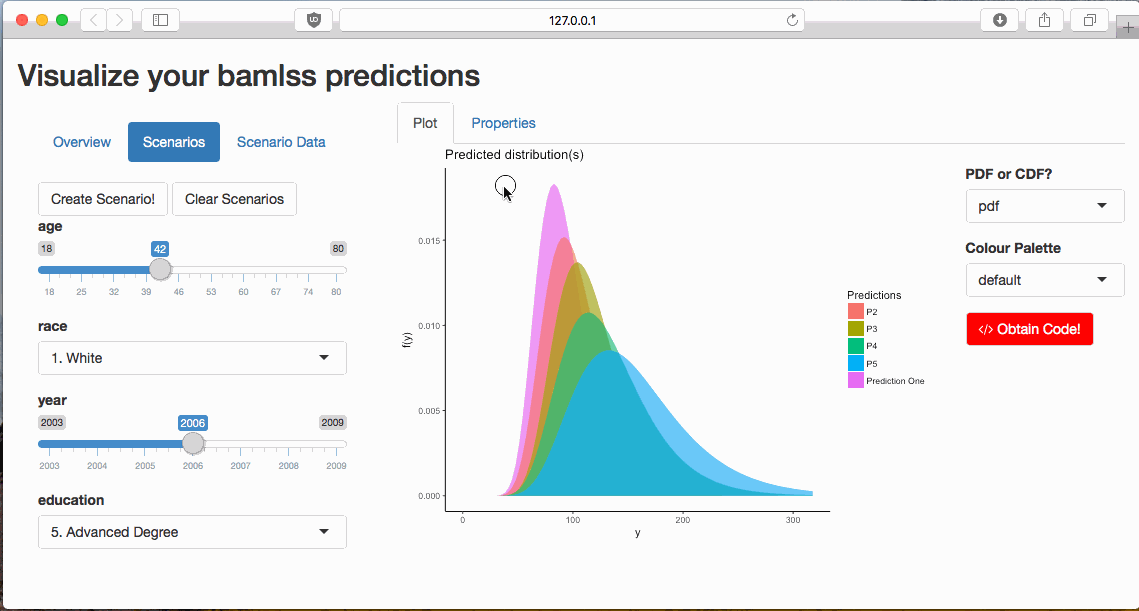 127.0.0.1
Visualize your bamlss predictions
Overview Scenarios Scenario Data
Create Scenario! Clear Scenarios
age
18 42 80
18 25 32 39 46 53 60 67 74 80
race
1. White
year
2003 2006 2009
2003 2004 2005 2006 2007 2008 2009
education
5. Advanced Degree
Plot Properties
Predicted distribution(s)
0.015
0.010
0.005
0.000
f(y)
0 100 200 300
y
Predictions
P2
P3
P4
P5
Prediction One
PDF or CDF?
pdf
Colour Palette
default
</> Obtain Code!